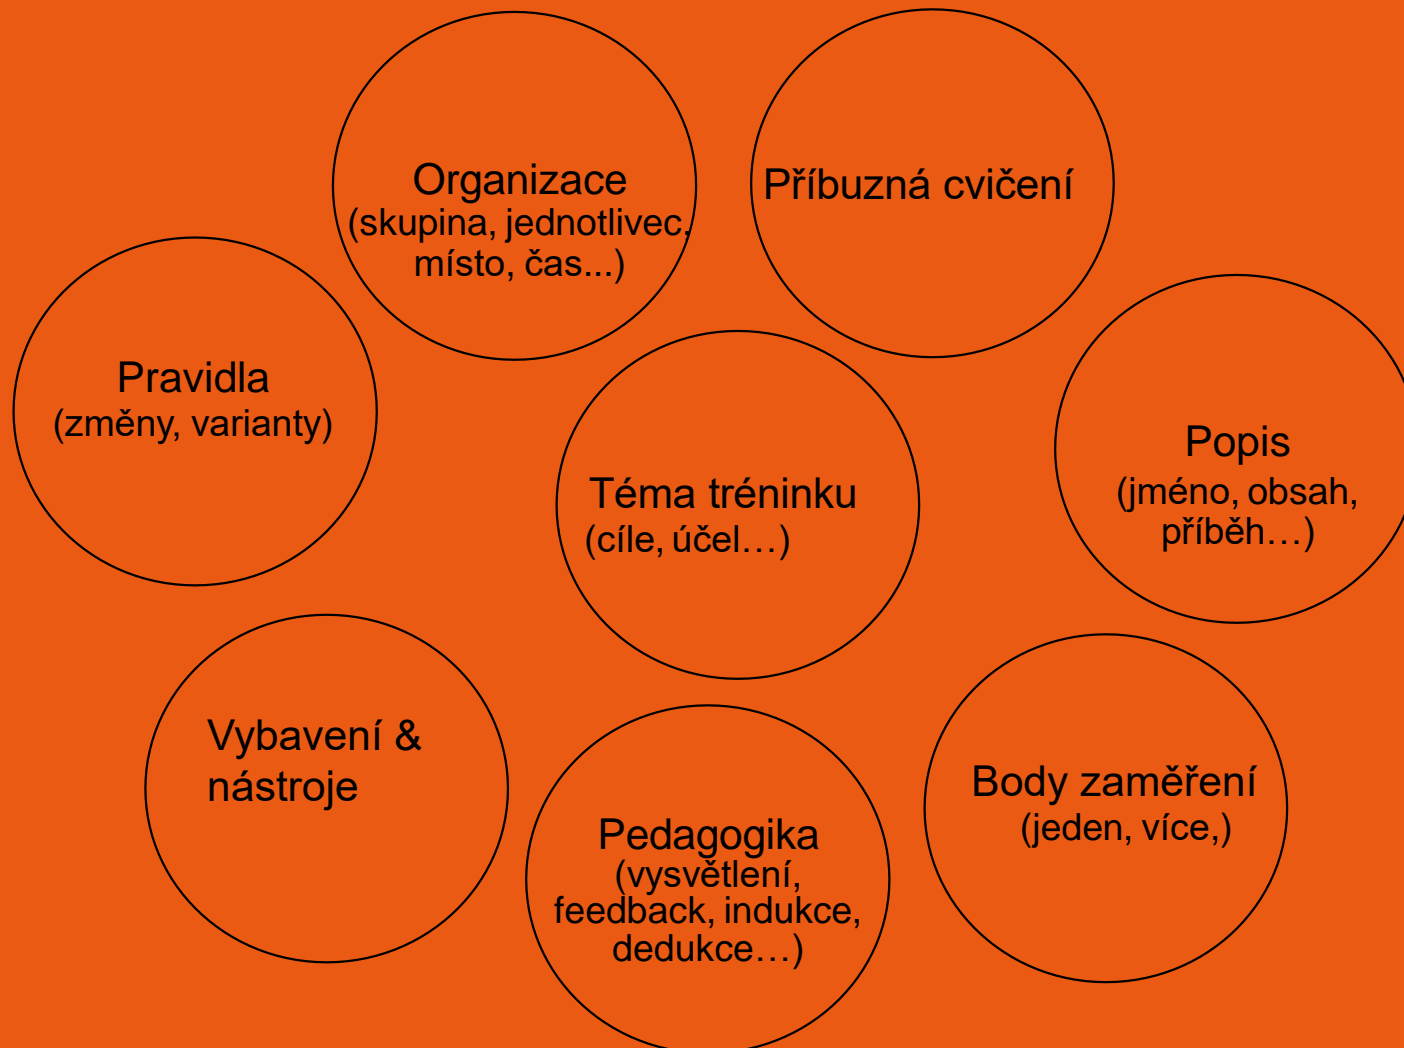 Organizace
(skupina, jednotlivec,
místo, čas...)
Příbuzná cvičení
Pravidla
(změny, varianty)
Téma tréninku
(cíle, účel…)
Popis
(jméno, obsah,
příběh…)
Vybavení &
nástroje
Pedagogika
(vysvětlení,
feedback, indukce,
dedukce…)
Body zaměření
(jeden, více,)